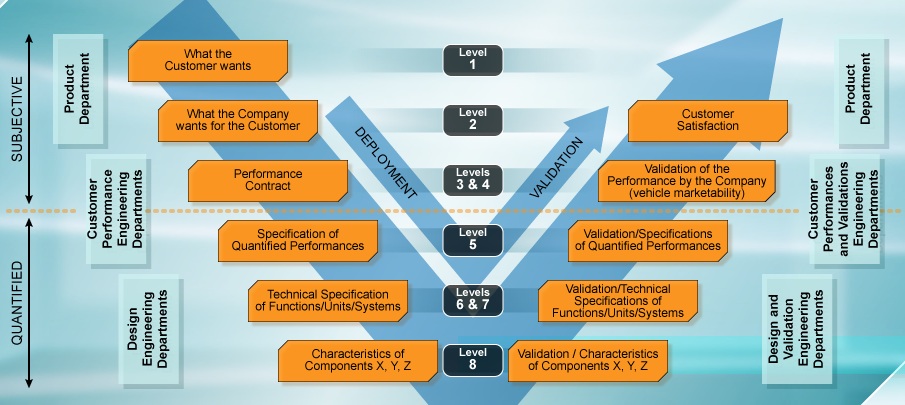 SUBJECTIVE
QUANTIFIED
Product
Department
Customer
Performance
Engineering
Departments
Design
Engineering
Departments
What the
Customer wants
What the Company
wants for the Customer
Performance
Contract
Specification of
Quantified Performances
Technical Specification
of Functions/Units/Systems
Characteristics of
Components X, Y, Z
DEPLOYMENT
Level
1
Level
2
Levels
3 & 4
Level
5
Levels
6 & 7
Level
8
VALIDATION
Customer
Satisfaction
Validation of the
Performance by the Company
(vehicle marketability)
Validation/Specifications
of Quantified Performances
Validation/Technical
Specifications of
Functions/Units/Systems
Validation / Characteristics
of Components X, Y, Z
Product
Department
Customer
Performances
and Validations
Engineering
Departments
Design and
Validation
Engineering
Departments